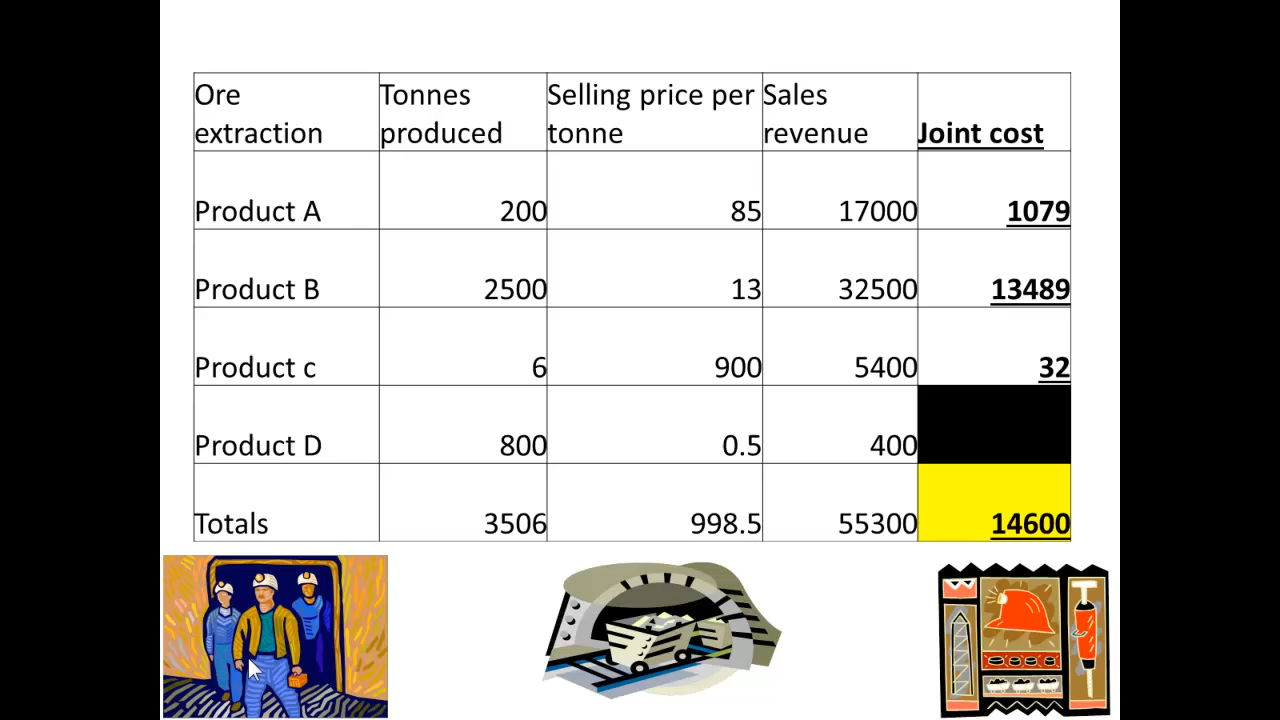 Ore extraction Tonnes produced Selling price per tonne Sales revenue Joint cost
Product A 200 85 17000 1079
Product B 2500 13 32500 13489
Product c 6 900 5400 32
Product D 800 0.5 400
Totals 3506 998.5 55300 14600